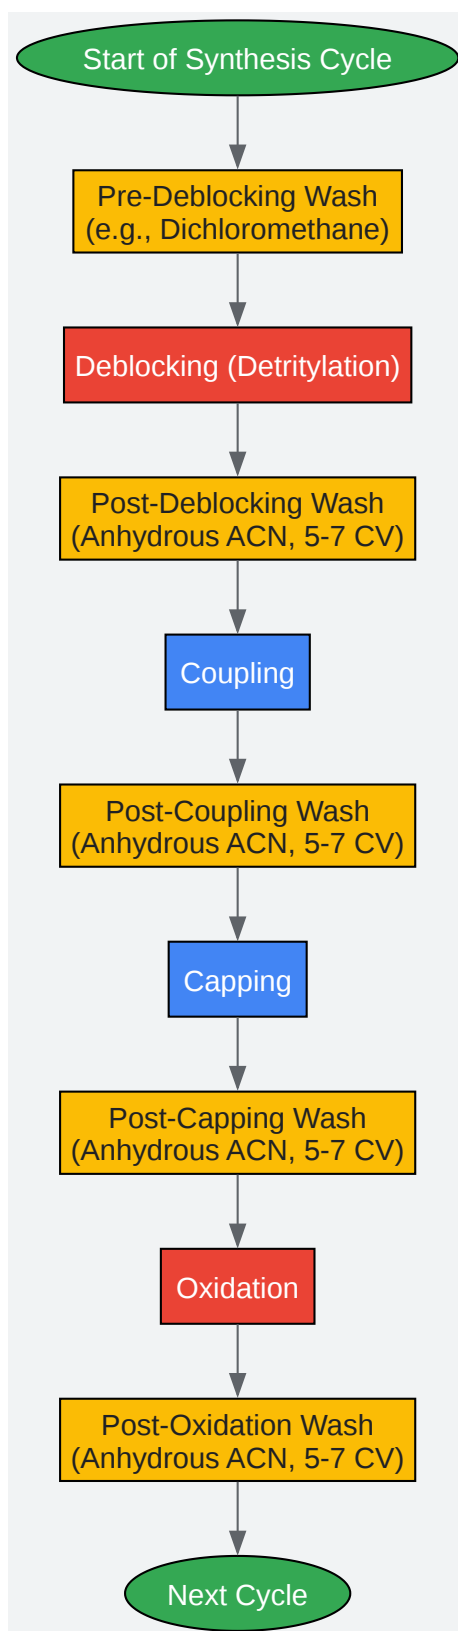 Start of Synthesis Cycle
Pre-Deblocking Wash
(e.g., Dichloromethane)
Deblocking (Detritylation)
Post-Deblocking Wash
(Anhydrous ACN, 5-7 CV)
Coupling
Post-Coupling Wash
(Anhydrous ACN, 5-7 CV)
Capping
Post-Capping Wash
(Anhydrous ACN, 5-7 CV)
Oxidation
Post-Oxidation Wash
(Anhydrous ACN, 5-7 CV)
Next Cycle